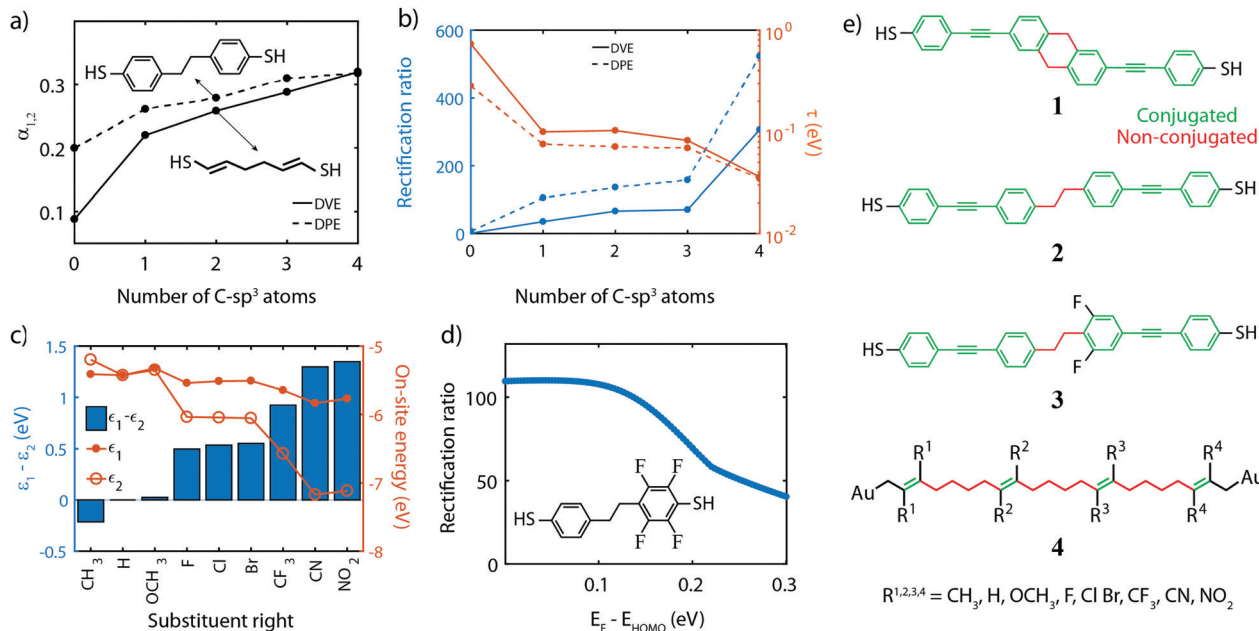 a)
0.3
0.2
0.1
α1,2
HS
SH
HS
SH
DVE
DPE
0 1 2 3 4
Number of C-sp³ atoms
b)
600
500
400
300
200
100
0
Rectification ratio
DVE
DPE
10⁰
10⁻¹
10⁻²
τ (eV)
0 1 2 3 4
Number of C-sp³ atoms
c)
1.5
1
0.5
0
-0.5
ε1 - ε2 (eV)
ε1-ε2
ε1
ε2
-5
-6
-7
-8
On-site energy (eV)
CH3 H OCH3 F Cl Br CF3 CN NO2
Substituent right
d)
100
50
0
Rectification ratio
F F
HS SH
F F
0.1 0.2 0.3
EF - EHOMO (eV)
e)
HS
SH
1
Conjugated
Non-conjugated
HS SH
2
F
HS SH
F
3
R¹ R² R³ R⁴
Au Au
R¹ R² R³ R⁴
4
R1,2,3,4 = CH3, H, OCH3, F, Cl Br, CF3, CN, NO2